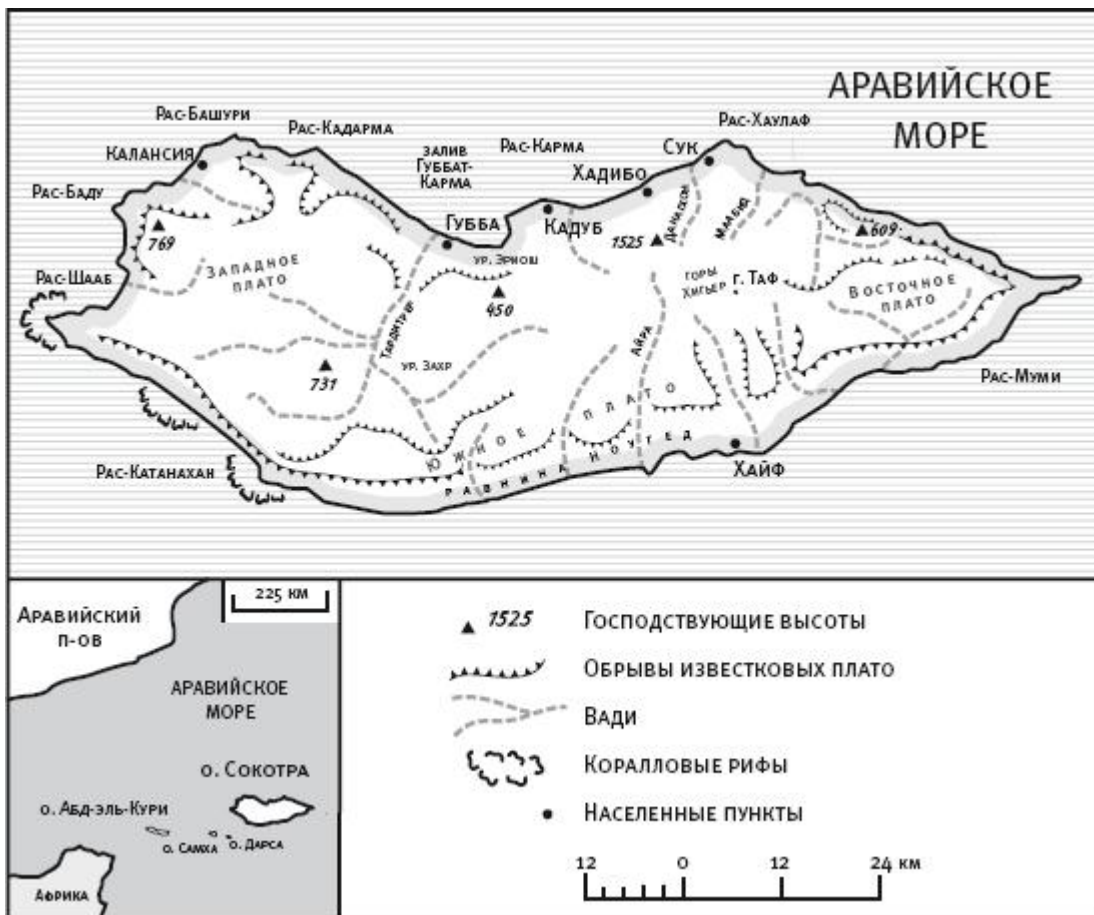 АРАВИЙСКОЕ
МОРЕ
Рас-Башури
Рас-Кадарма
Рас-Хаулаф
Калансия
залив
Губбат-
Карма
Рас-Карма
Сук
Хадибо
Рас-Баду
Губба
Кадуб
Маабид
769
1525
609
ур. Эриош
Западное
плато
горы
Хигьер
г. Таф
Восточное
плато
Рас-Шааб
450
Айра
731
ур. Захр
Рас-Муми
Южное плато
Равнина Ноугед
Рас-Катанахан
Хайф
225 км
Аравийский
п-ов
Аравийское
море
о. Сокотра
о. Абд-эль-Кури
о. Самха
о. Дарса
Африка
1525 Господствующие высоты
Обрывы известковых плато
Вади
Коралловые рифы
Населенные пункты
12 0 24 км